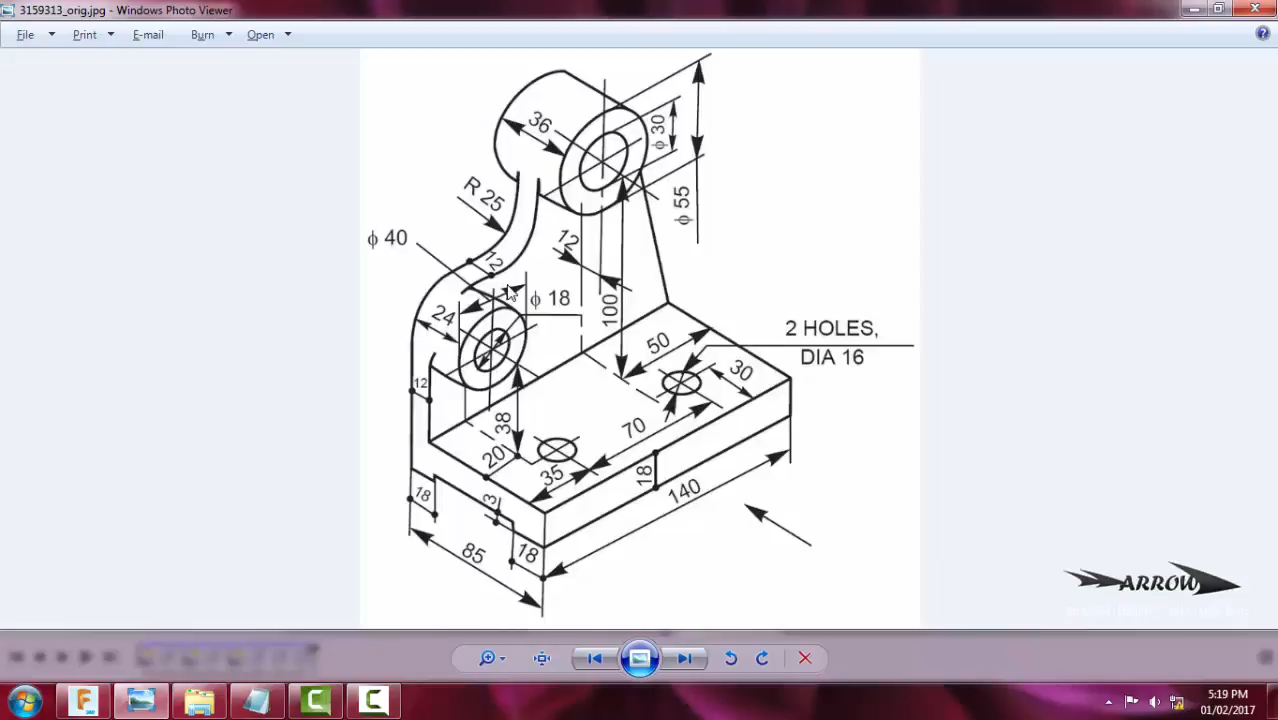 3159313_orig.jpg - Windows Photo Viewer
File Print E-mail Burn Open
36
ϕ 30
ϕ 55
R 25
ϕ 40
12
12
24
ϕ 18
100
12
50
2 HOLES,
DIA 16
30
38
70
20
35
18
18
3
140
85
18
ARROW
5:19 PM
01/02/2017